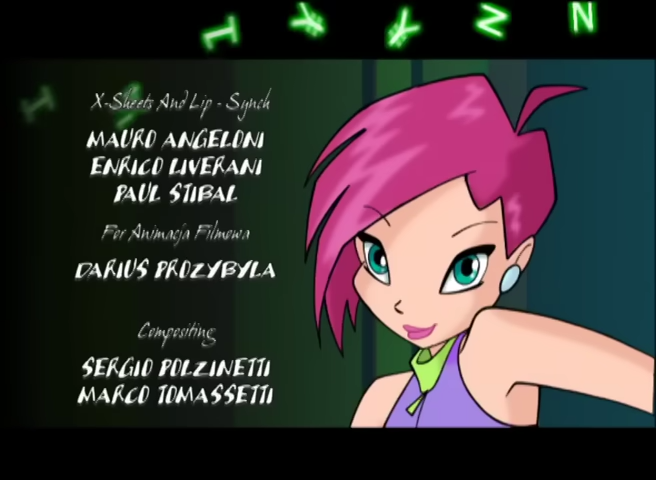 X-Sheets And Lip - Synch
MAURO ANGELONI
ENRICO LIVERANI
PAUL STIBAL
For Animacja Filmowa
DARIUS PROZYBYLA
Compositing
SERGIO POLZINETTI
MARCO TOMASSETTI